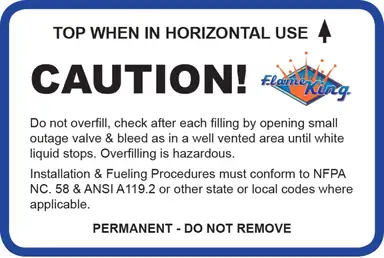 TOP WHEN IN HORIZONTAL USE
CAUTION!
Flame King
Do not overfill, check after each filling by opening small
outage valve & bleed as in a well vented area until white
liquid stops. Overfilling is hazardous.
Installation & Fueling Procedures must conform to NFPA
NC. 58 & ANSI A119.2 or other state or local codes where
applicable.
PERMANENT - DO NOT REMOVE